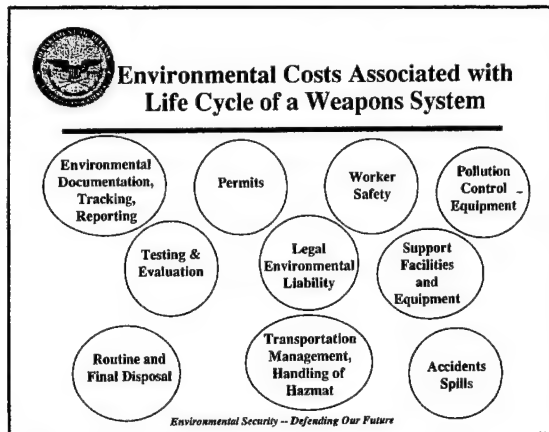 Environmental Costs Associated with
Life Cycle of a Weapons System
Environmental
Documentation,
Tracking,
Reporting
Permits
Worker
Safety
Pollution
Control
Equipment
Testing &
Evaluation
Legal
Environmental
Liability
Support
Facilities
and
Equipment
Routine and
Final Disposal
Transportation
Management,
Handling of
Hazmat
Accidents
Spills
Environmental Security -- Defending Our Future